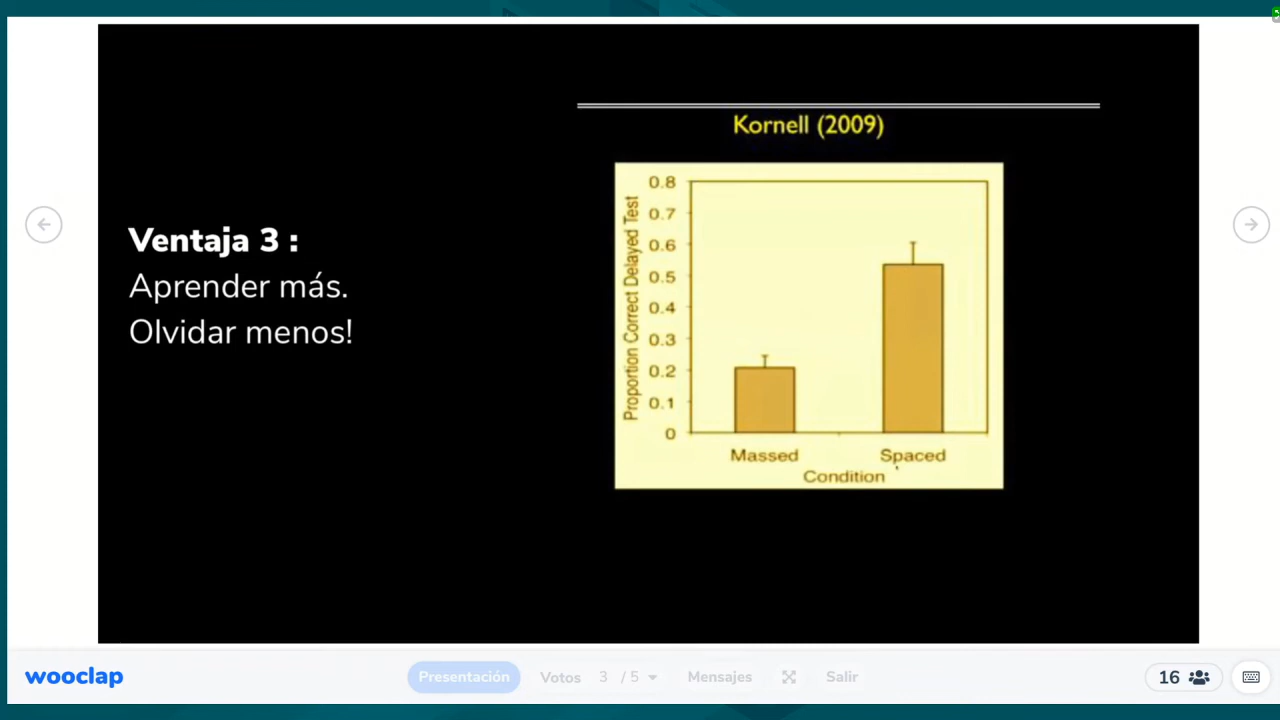 Kornell (2009)
Ventaja 3 :
Aprender más.
Olvidar menos!
Proportion Correct Delayed Test
0.8
0.7
0.6
0.5
0.4
0.3
0.2
0.1
0
Massed Spaced
Condition
wooclap
Presentación Votos 3 / 5 Mensajes Salir
16